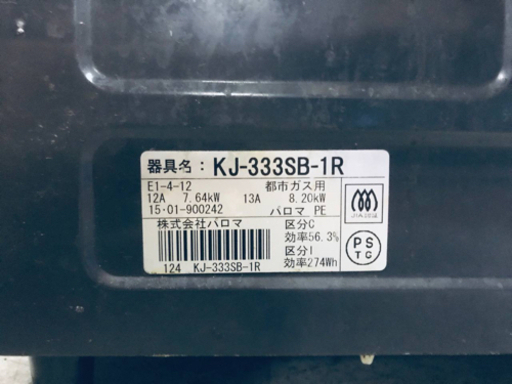 器具名：KJ-333SB-1R
E1-4-12 都市ガス用
12A 7.64kW 13A 8.20kW
15·01-900242 パロマ PE
株式会社パロマ
区分C
効率56.3%
区分I
効率274Wh
124 KJ-333SB-1R
PS
TG